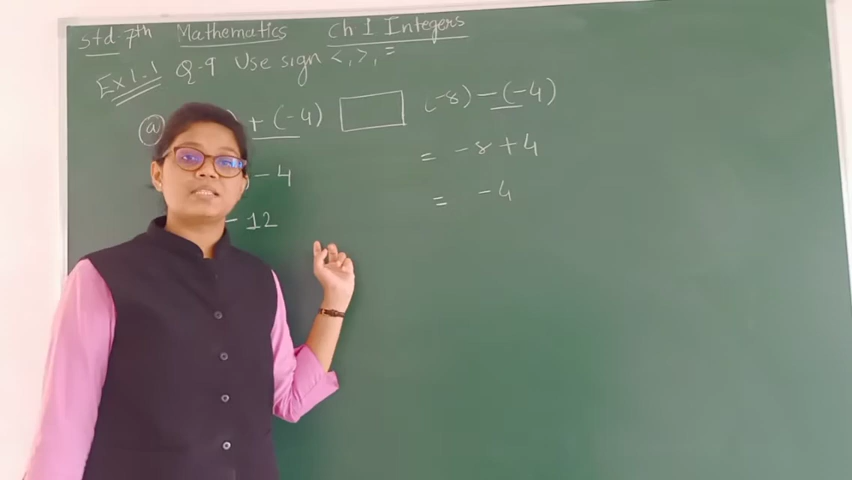 Std. 7th Mathematics Ch 1 Integers
Ex 1.1 Q-9 Use sign <, >, =
(a) ) + (-4) (-8) - (-4)
- 4 = -8 + 4
- 12 = -4